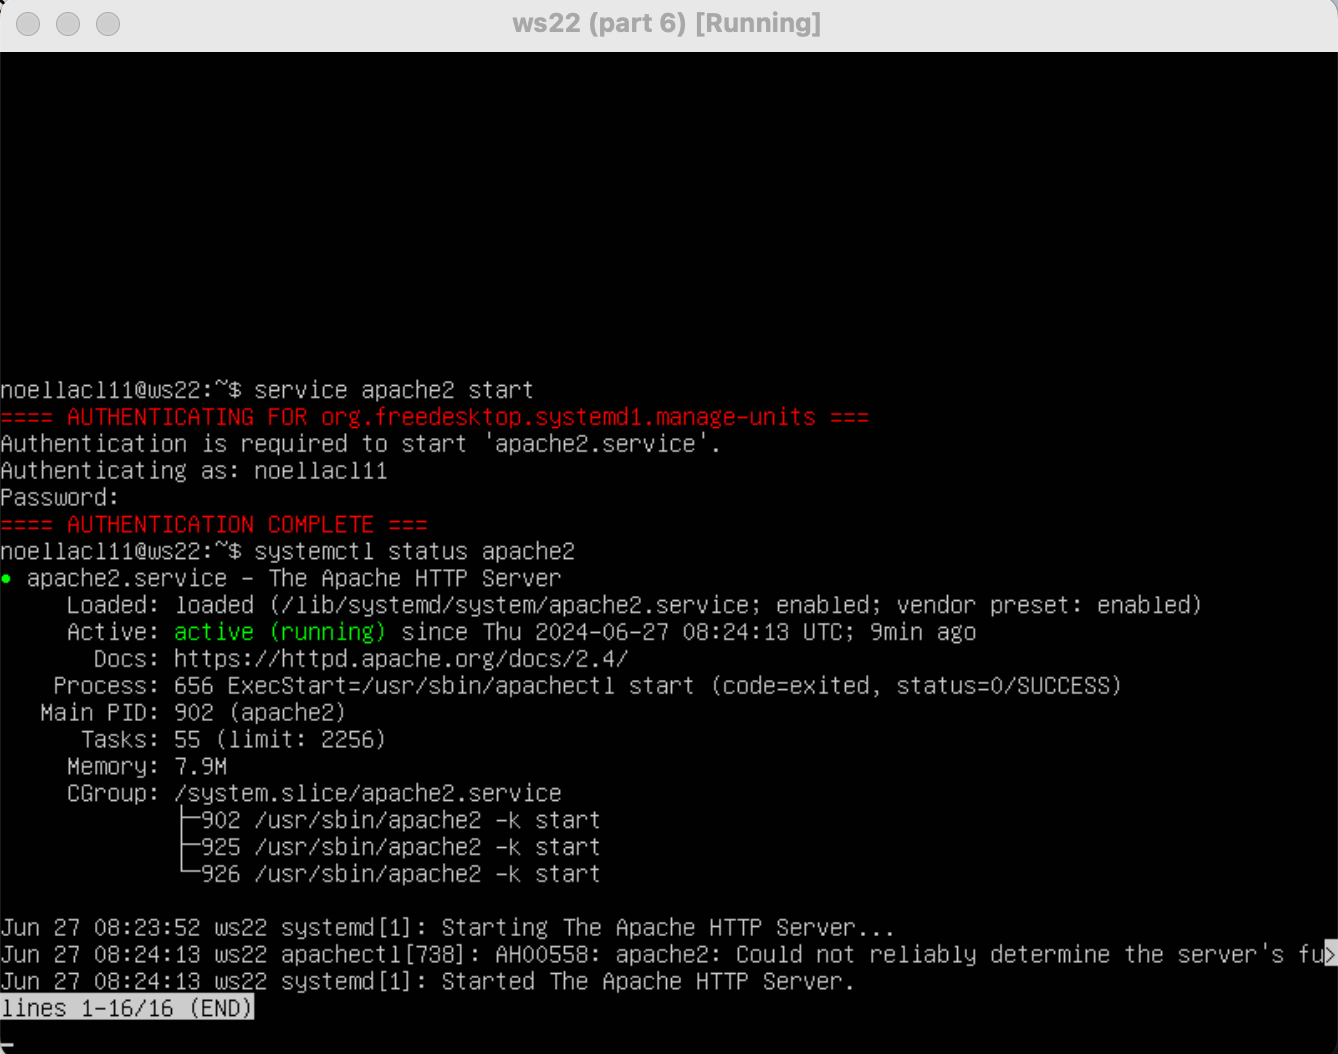 ws22 (part 6) [Running]
noellacl11@ws22:~$ service apache2 start
==== AUTHENTICATING FOR org.freedesktop.systemd1.manage-units ===
Authentication is required to start 'apache2.service'.
Authenticating as: noellacl11
Password:
==== AUTHENTICATION COMPLETE ===
noellacl11@ws22:~$ systemctl status apache2
● apache2.service - The Apache HTTP Server
Loaded: loaded (/lib/systemd/system/apache2.service; enabled; vendor preset: enabled)
Active: active (running) since Thu 2024-06-27 08:24:13 UTC; 9min ago
Docs: https://httpd.apache.org/docs/2.4/
Process: 656 ExecStart=/usr/sbin/apachectl start (code=exited, status=0/SUCCESS)
Main PID: 902 (apache2)
Tasks: 55 (limit: 2256)
Memory: 7.9M
CGroup: /system.slice/apache2.service
├─902 /usr/sbin/apache2 -k start
├─925 /usr/sbin/apache2 -k start
└─926 /usr/sbin/apache2 -k start
Jun 27 08:23:52 ws22 systemd[1]: Starting The Apache HTTP Server...
Jun 27 08:24:13 ws22 apachectl[738]: AH00558: apache2: Could not reliably determine the server's fu>
Jun 27 08:24:13 ws22 systemd[1]: Started The Apache HTTP Server.
lines 1-16/16 (END)